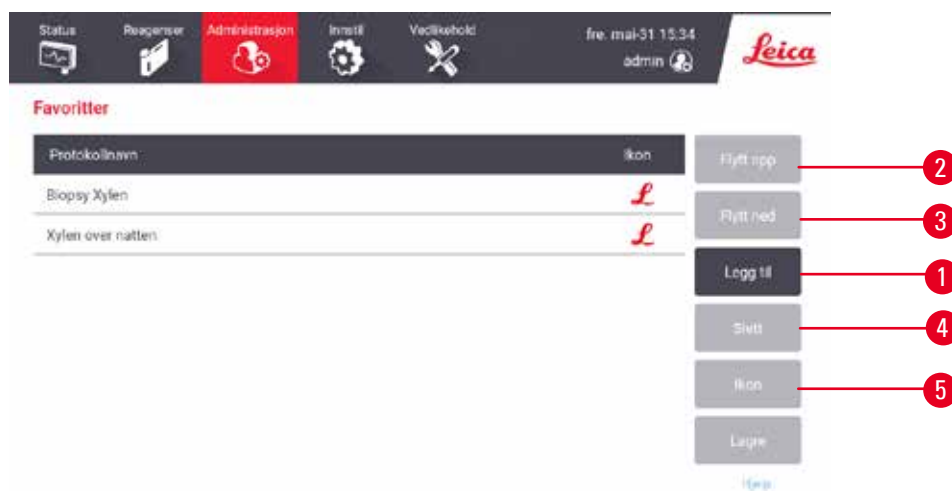 Status Reagenser Administrasjon Innstill Vedlikehold
fre. mai-31 15:34
admin
Leica
Favoritter
Protokollnavn Ikon
Biopsy Xylen
Xylen over natten
Flytt opp
2
Flytt ned
3
Legg til
1
Slett
4
Ikon
5
Lagre
Hjelp